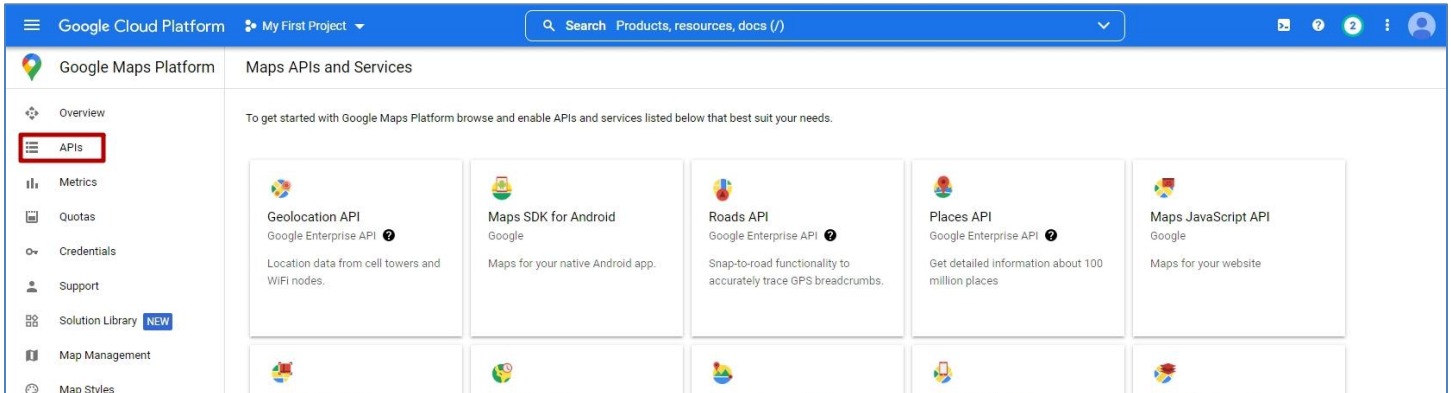 Google Cloud Platform My First Project Search Products, resources, docs (/) 2
Google Maps Platform
Maps APIs and Services
Overview
APIs
Metrics
Quotas
Credentials
Support
Solution Library NEW
Map Management
Map Styles
To get started with Google Maps Platform browse and enable APIs and services listed below that best suit your needs.
Geolocation API
Google Enterprise API ?
Location data from cell towers and
WiFi nodes.
Maps SDK for Android
Google
Maps for your native Android app.
Roads API
Google Enterprise API ?
Snap-to-road functionality to
accurately trace GPS breadcrumbs.
Places API
Google Enterprise API ?
Get detailed information about 100
million places
Maps JavaScript API
Google
Maps for your website